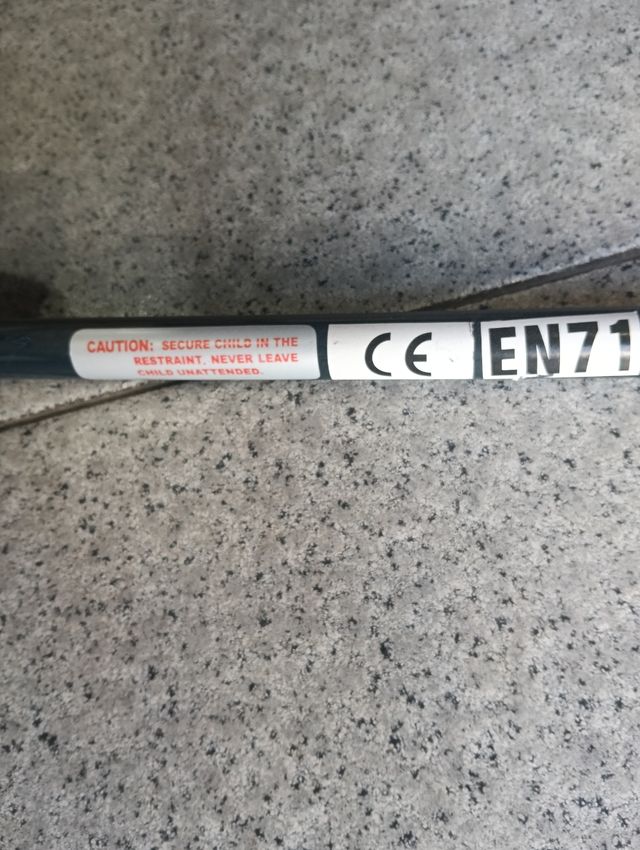 CAUTION: SECURE CHILD IN THE
RESTRAINT. NEVER LEAVE
CHILD UNATTENDED.
CE
EN71